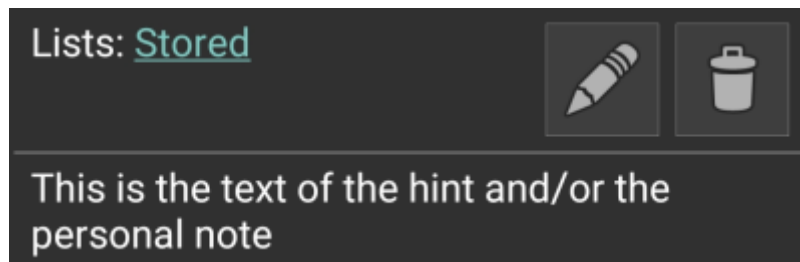 Lists: Stored
This is the text of the hint and/or the
personal note